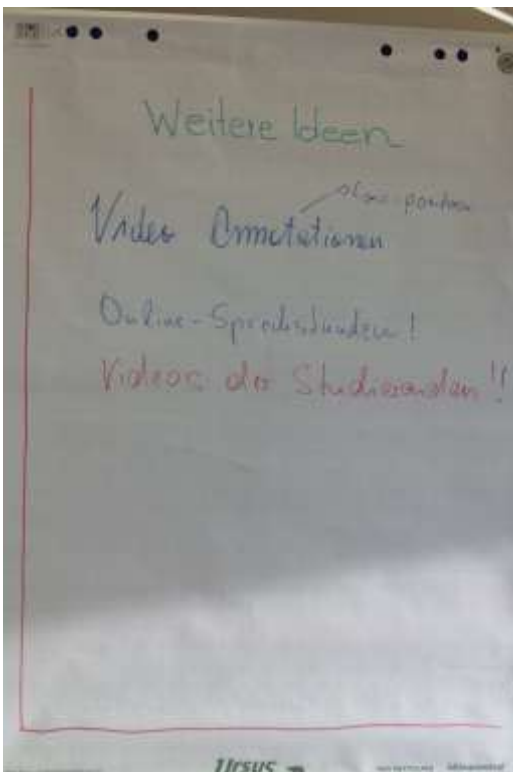 Weitere Ideen
Video Annotationen
Online-Sprechstunden!
Videos der Studierenden!!
Ursus